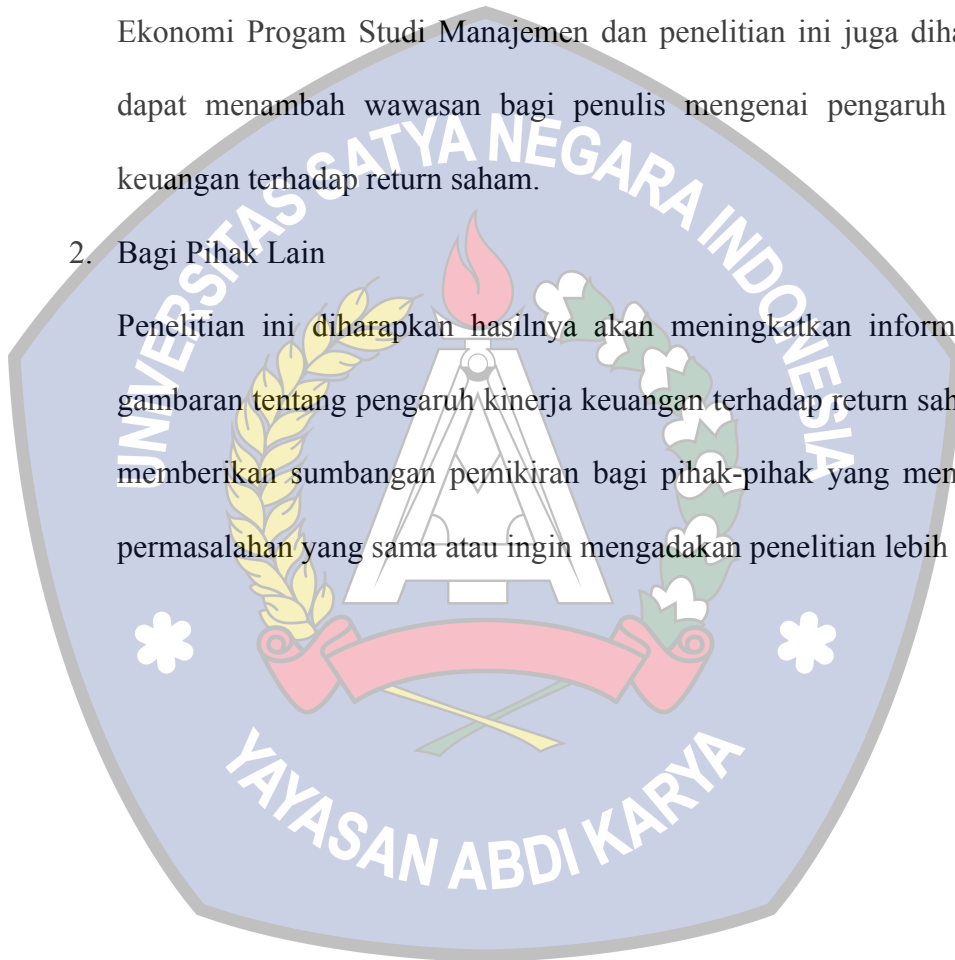 Ekonomi Progam Studi Manajemen dan penelitian ini juga diha
dapat menambah wawasan bagi penulis mengenai pengaruh
keuangan terhadap return saham.
2. Bagi Pihak Lain
Penelitian ini diharapkan hasilnya akan meningkatkan inform
gambaran tentang pengaruh kinerja keuangan terhadap return sah
memberikan sumbangan pemikiran bagi pihak-pihak yang men
permasalahan yang sama atau ingin mengadakan penelitian lebih
UNIVERSITAS SATYA NEGARA INDONESIA
YAYASAN ABDI KARYA